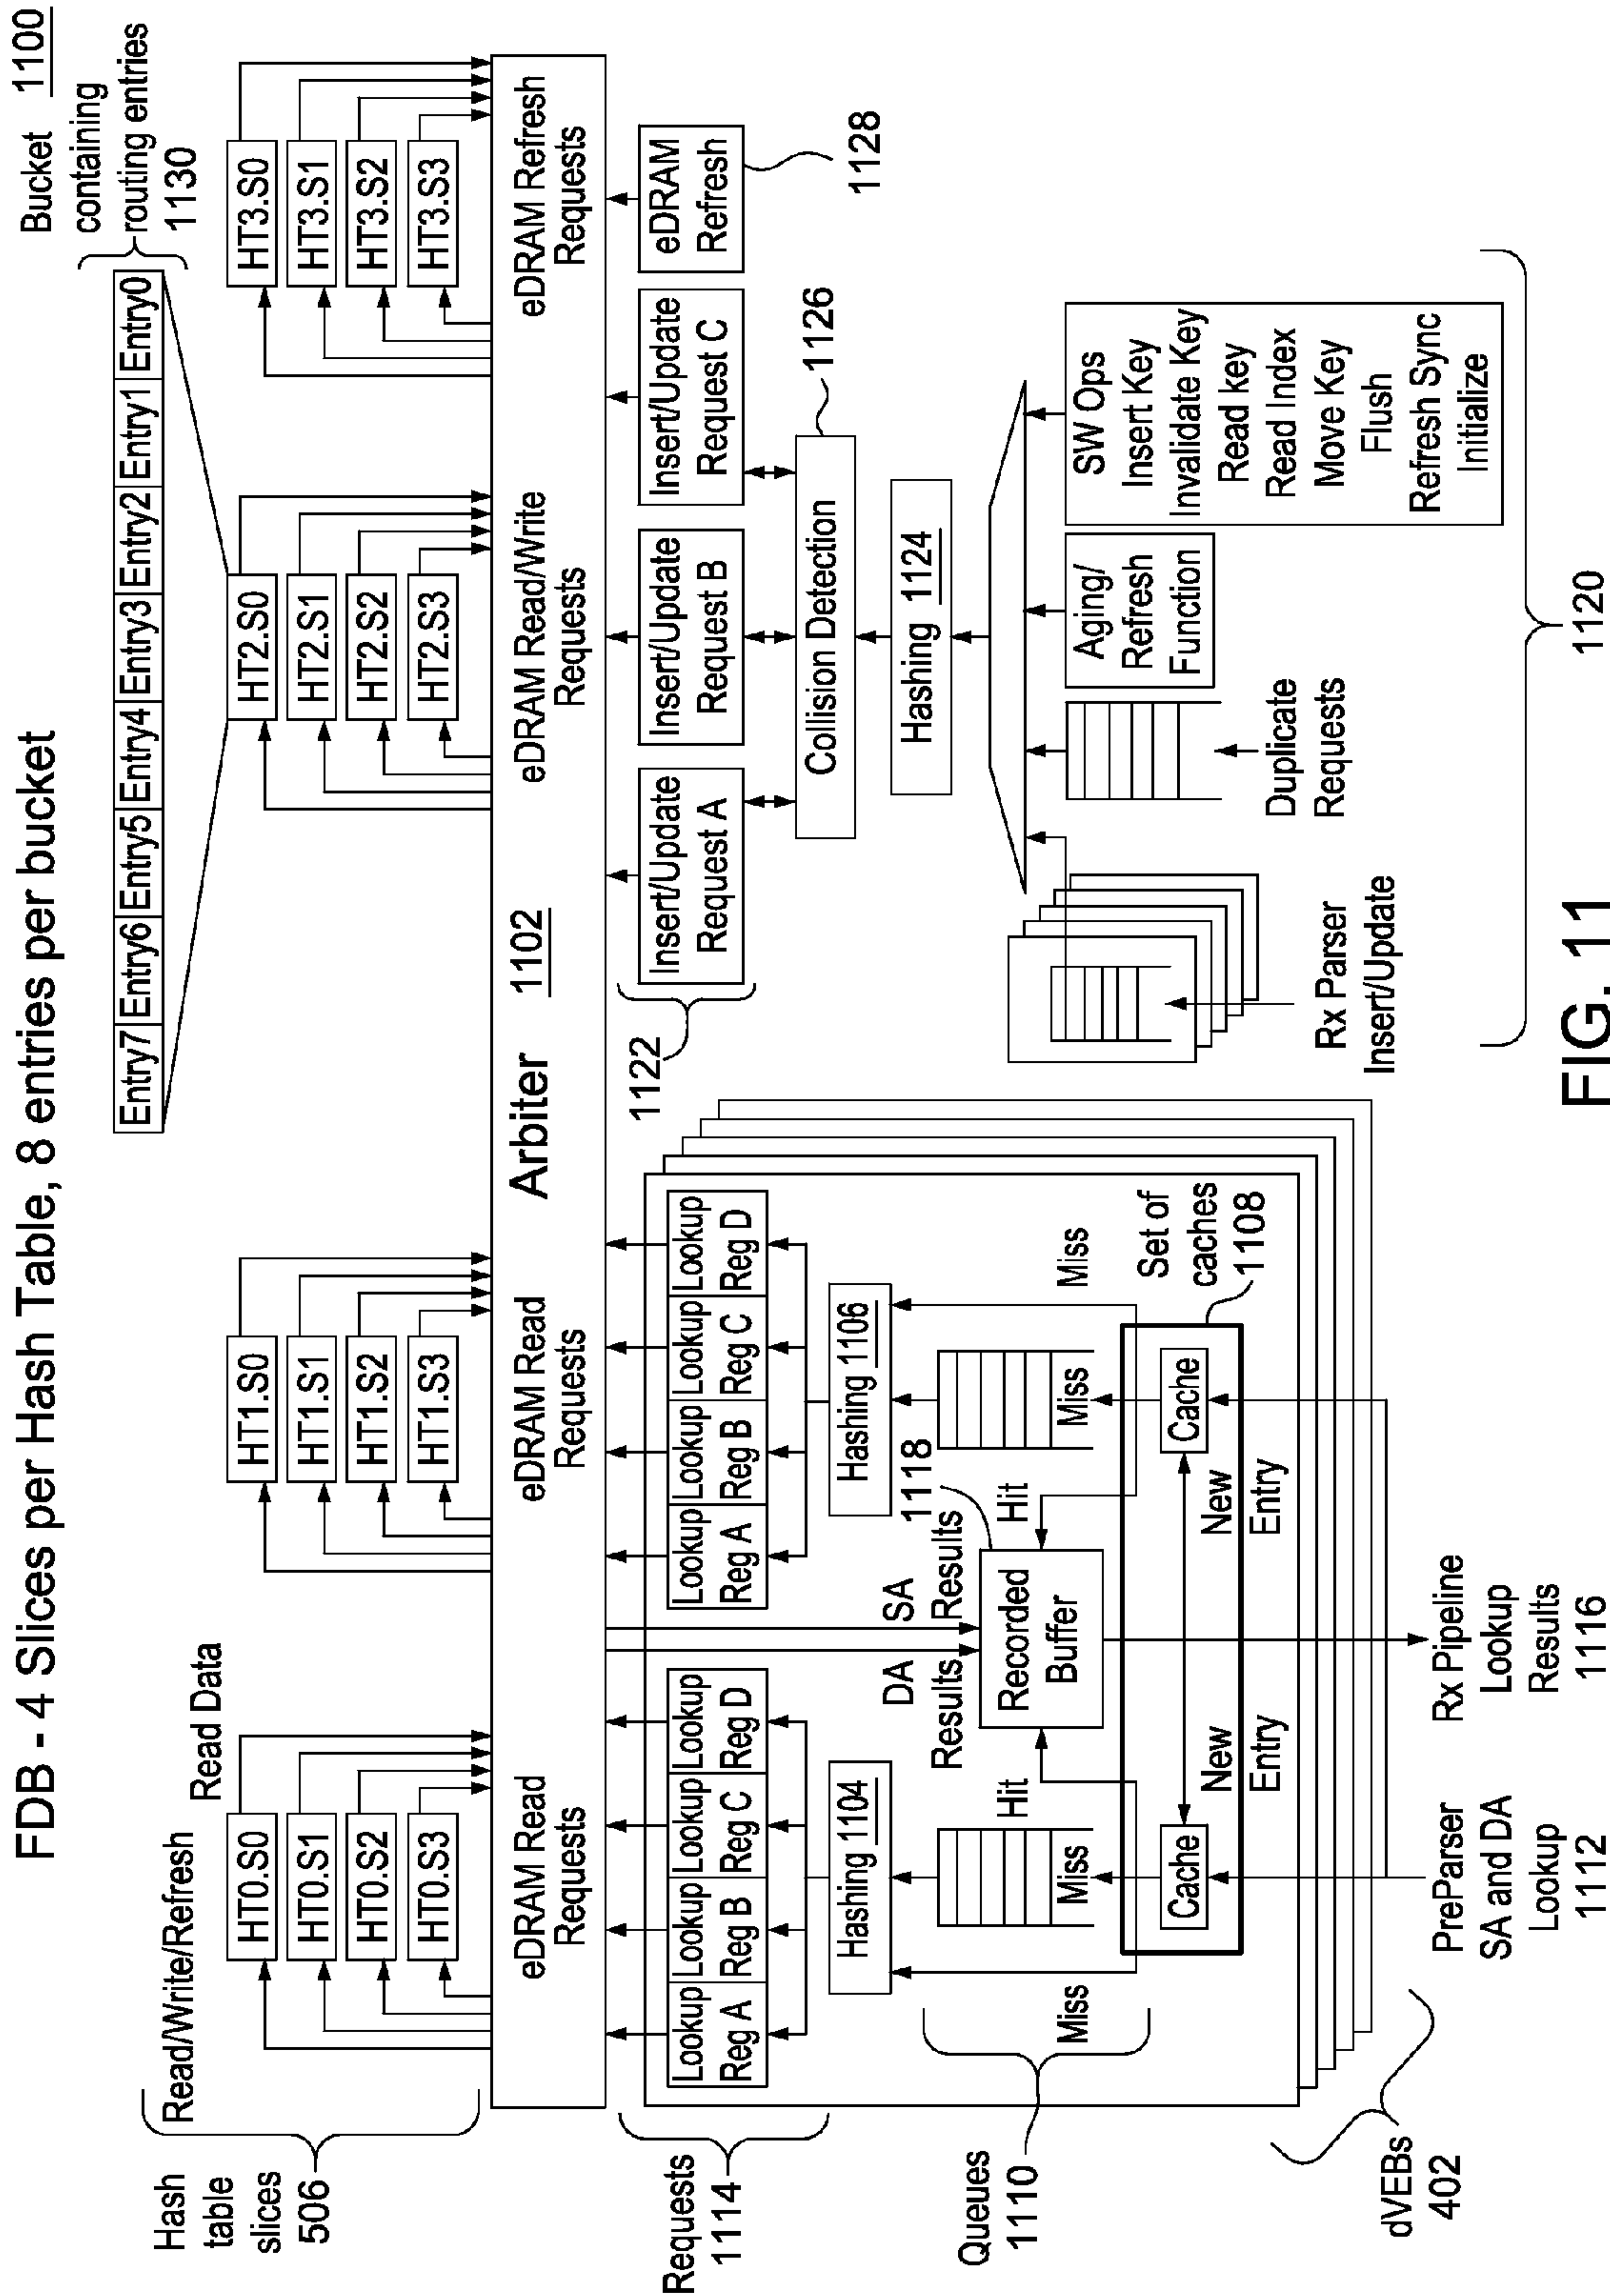 FDB - 4 Slices per Hash Table, 8 entries per bucket
1100
Bucket
containing
routing entries
1130
Entry7 Entry6 Entry5 Entry4 Entry3 Entry2 Entry1 Entry0
Hash
table
slices
506
Read/Write/Refresh
Read Data
HT0.S0
HT0.S1
HT0.S2
HT0.S3
HT1.S0
HT1.S1
HT1.S2
HT1.S3
HT2.S0
HT2.S1
HT2.S2
HT2.S3
HT3.S0
HT3.S1
HT3.S2
HT3.S3
eDRAM Read
Requests
eDRAM Read
Requests
Arbiter 1102
eDRAM Read/Write
Requests
eDRAM Refresh
Requests
Requests
1114
Lookup
Reg A
Lookup
Reg B
Lookup
Reg C
Lookup
Reg D
Lookup
Reg A
Lookup
Reg B
Lookup
Reg C
Lookup
Reg D
DA
Results
SA
Results
Hashing 1104
Hashing 1106
1118
Queues
1110
Miss
Miss
Hit
Recorded
Buffer
Hit
Miss
Miss
Set of
caches
1108
Cache
New
Entry
New
Entry
Cache
dVEBs
402
PreParser
SA and DA
Lookup
1112
Rx Pipeline
Lookup
Results
1116
1122
Insert/Update
Request A
Insert/Update
Request B
Insert/Update
Request C
eDRAM
Refresh
1128
Collision Detection
1126
Hashing 1124
Rx Parser
Insert/Update
Duplicate
Requests
Aging/
Refresh
Function
SW Ops
Insert Key
Invalidate Key
Read key
Read Index
Move Key
Flush
Refresh Sync
Initialize
1120
FIG. 11